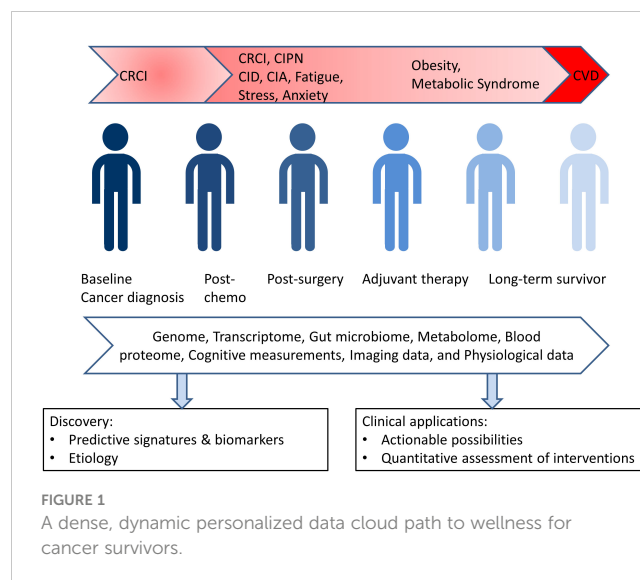 CRCI
CRCI, CIPN
CID, CIA, Fatigue,
Stress, Anxiety
Obesity,
Metabolic Syndrome
CVD
Baseline
Cancer diagnosis
Post-
chemo
Post-surgery
Adjuvant therapy
Long-term survivor
Genome, Transcriptome, Gut microbiome, Metabolome, Blood
proteome, Cognitive measurements, Imaging data, and Physiological data
Discovery:
• Predictive signatures & biomarkers
• Etiology
Clinical applications:
• Actionable possibilities
• Quantitative assessment of interventions
FIGURE 1
A dense, dynamic personalized data cloud path to wellness for
cancer survivors.